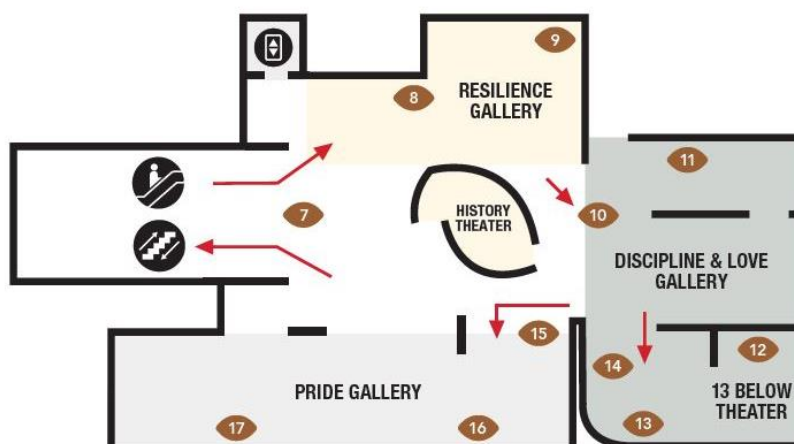 9
8
RESILIENCE
GALLERY
11
7
HISTORY
THEATER
10
DISCIPLINE & LOVE
GALLERY
15
12
14
PRIDE GALLERY
13 BELOW
THEATER
17
16
13